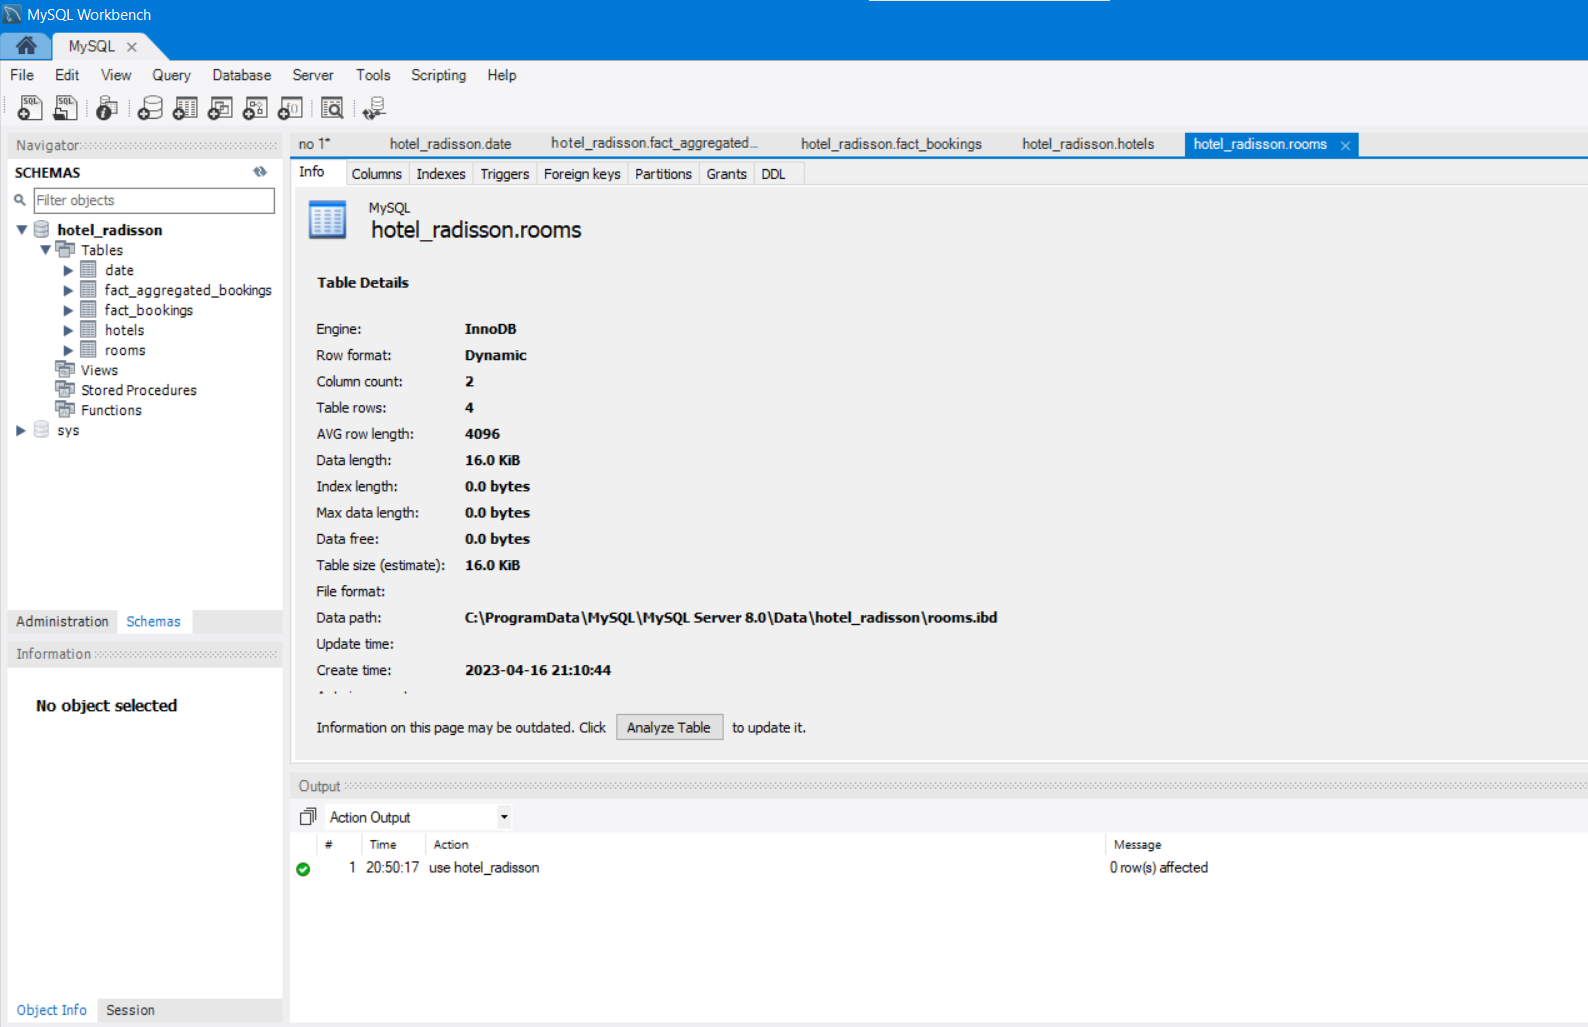 MySQL Workbench
MySQL
File Edit View Query Database Server Tools Scripting Help
Navigator
SCHEMAS
Filter objects
hotel_radisson
Tables
date
fact_aggregated_bookings
fact_bookings
hotels
rooms
Views
Stored Procedures
Functions
sys
Administration Schemas
Information
No object selected
Object Info Session
no 1* hotel_radisson.date hotel_radisson.fact_aggregated... hotel_radisson.fact_bookings hotel_radisson.hotels hotel_radisson.rooms
Info Columns Indexes Triggers Foreign keys Partitions Grants DDL
MySQL
hotel_radisson.rooms
Table Details
Engine: InnoDB
Row format: Dynamic
Column count: 2
Table rows: 4
AVG row length: 4096
Data length: 16.0 KiB
Index length: 0.0 bytes
Max data length: 0.0 bytes
Data free: 0.0 bytes
Table size (estimate): 16.0 KiB
File format:
Data path: C:\ProgramData\MySQL\MySQL Server 8.0\Data\hotel_radisson\rooms.ibd
Update time:
Create time: 2023-04-16 21:10:44
Information on this page may be outdated. Click Analyze Table to update it.
Output
Action Output
# Time Action Message
1 20:50:17 use hotel_radisson 0 row(s) affected